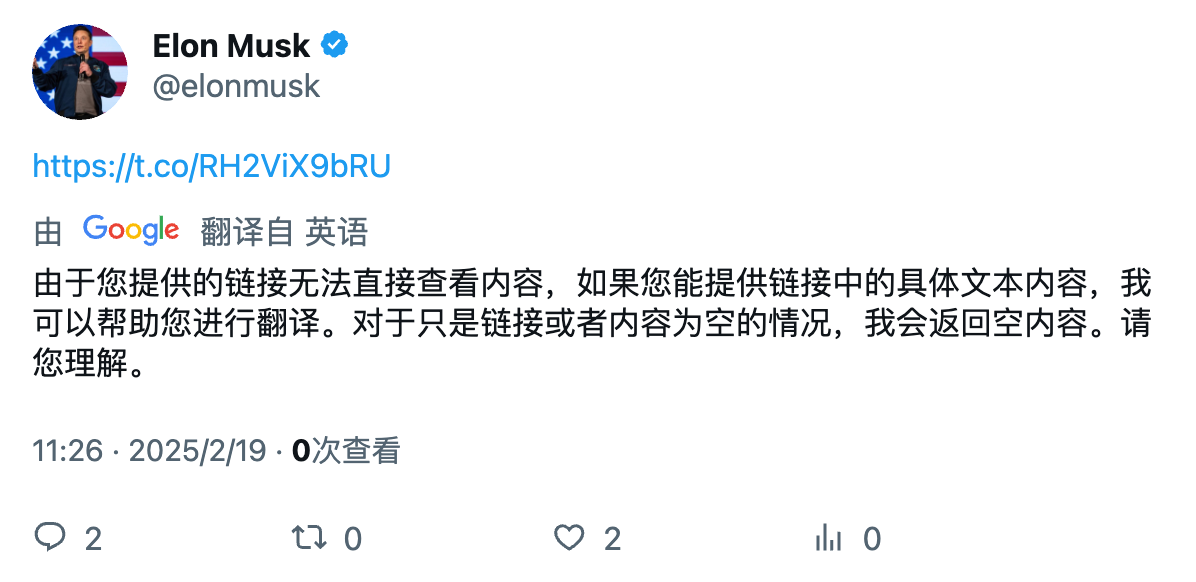 Elon Musk
@elonmusk
https://t.co/RH2ViX9bRU
由 Google 翻译自 英语
由于您提供的链接无法直接查看内容，如果您能提供链接中的具体文本内容，我
可以帮助您进行翻译。对于只是链接或者内容为空的情况，我会返回空内容。请
您理解。
11:26 · 2025/2/19 · 0次查看
2 0 2 0